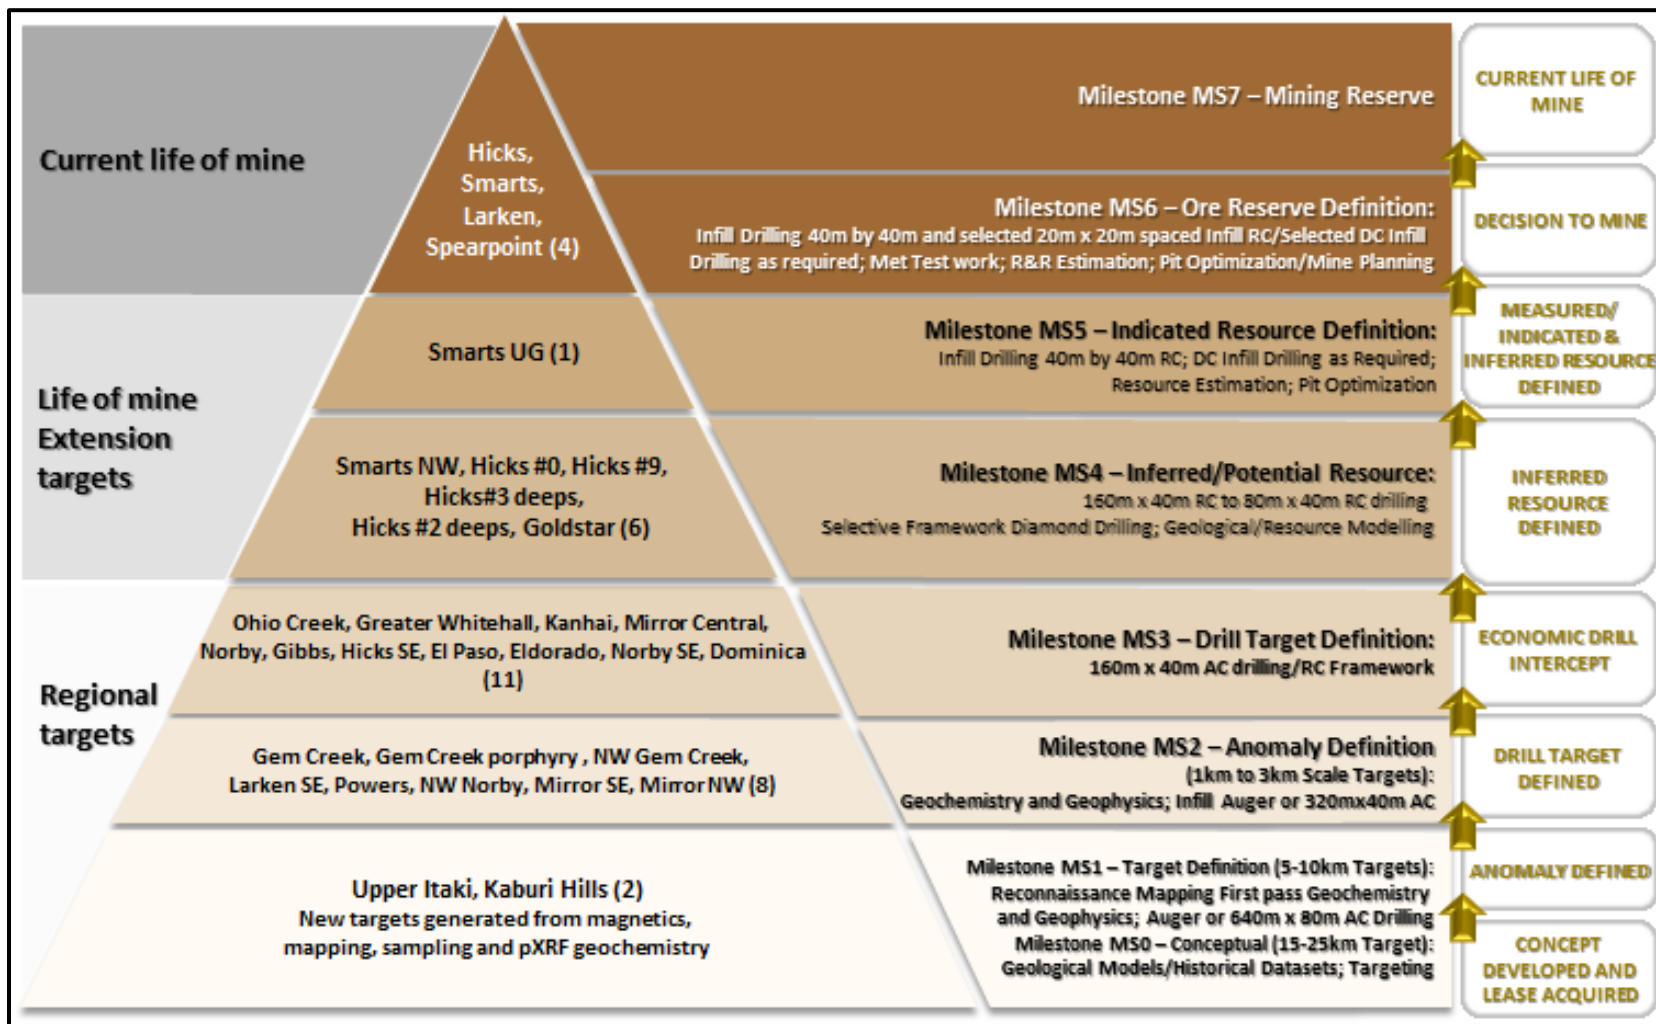 Current life of mine
Hicks,
Smarts,
Larken,
Spearpoint (4)
Milestone MS7 – Mining Reserve
CURRENT LIFE OF
MINE
Milestone MS6 – Ore Reserve Definition:
Infill Drilling 40m by 40m and selected 20m x 20m spaced Infill RC/Selected DC Infill
Drilling as required; Met Test work; R&R Estimation; Pit Optimization/Mine Planning
DECISION TO MINE
Life of mine
Extension
targets
Smarts UG (1)
Milestone MS5 – Indicated Resource Definition:
Infill Drilling 40m by 40m RC; DC Infill Drilling as Required;
Resource Estimation; Pit Optimization
MEASURED/
INDICATED &
INFERRED RESOURCE
DEFINED
Smarts NW, Hicks #0, Hicks #9,
Hicks#3 deeps,
Hicks #2 deeps, Goldstar (6)
Milestone MS4 – Inferred/Potential Resource:
160m x 40m RC to 80m x 40m RC drilling
Selective Framework Diamond Drilling; Geological/Resource Modelling
INFERRED
RESOURCE
DEFINED
Regional
targets
Ohio Creek, Greater Whitehall, Kanhai, Mirror Central,
Norby, Gibbs, Hicks SE, El Paso, Eldorado, Norby SE, Dominica
(11)
Milestone MS3 – Drill Target Definition:
160m x 40m AC drilling/RC Framework
ECONOMIC DRILL
INTERCEPT
Gem Creek, Gem Creek porphyry , NW Gem Creek,
Larken SE, Powers, NW Norby, Mirror SE, Mirror NW (8)
Milestone MS2 – Anomaly Definition
(1km to 3km Scale Targets):
Geochemistry and Geophysics; Infill Auger or 320mx40m AC
DRILL TARGET
DEFINED
Upper Itaki, Kaburi Hills (2)
New targets generated from magnetics,
mapping, sampling and pXRF geochemistry
Milestone MS1 – Target Definition (5-10km Targets):
Reconnaissance Mapping First pass Geochemistry
and Geophysics; Auger or 640m x 80m AC Drilling
Milestone MS0 – Conceptual (15-25km Target):
Geological Models/Historical Datasets; Targeting
ANOMALY DEFINED
CONCEPT
DEVELOPED AND
LEASE ACQUIRED